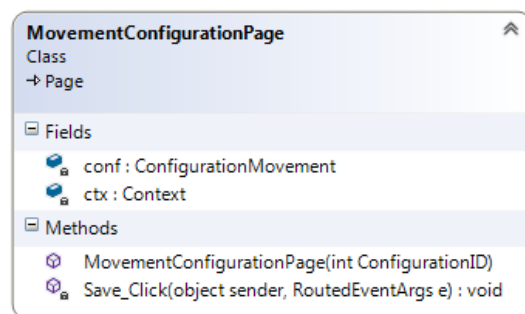 MovementConfigurationPage
Class
Page
Fields
conf : ConfigurationMovement
ctx : Context
Methods
MovementConfigurationPage(int ConfigurationID)
Save_Click(object sender, RoutedEventArgs e) : void